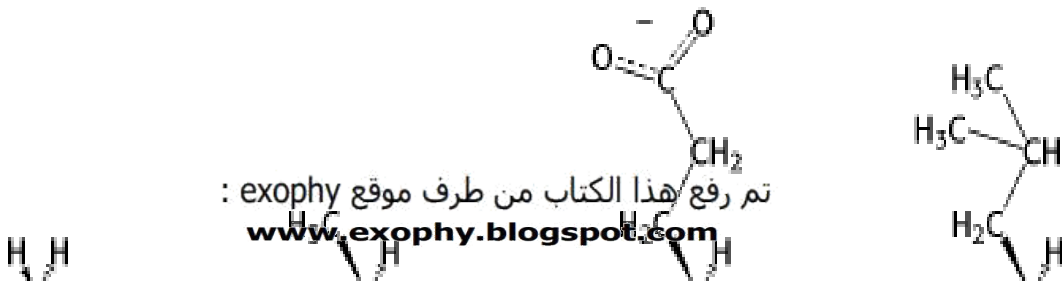 O
−
O
C
H₃C
H₃C
CH₂
CH
تم رفع هذا الكتاب من طرف موقع exophy :
www.exophy.blogspot.com
H₂C
H H
H
H
H